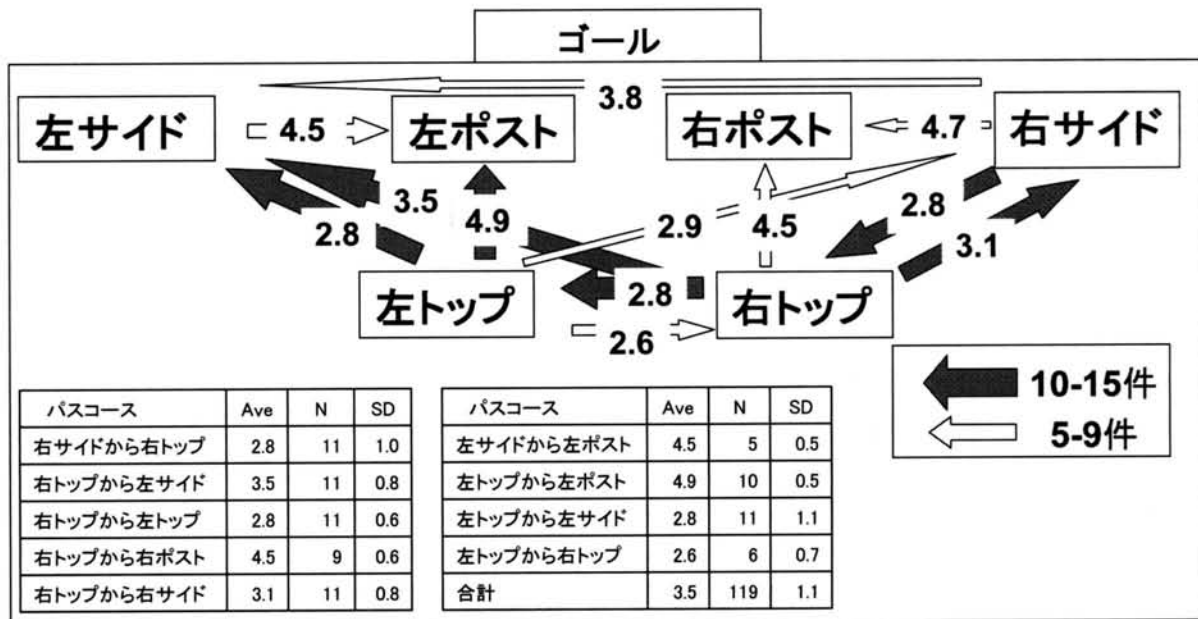 ゴール
3.8
左サイド
4.5
左ポスト
右ポスト
4.7
右サイド
2.8
3.5
4.9
2.9
4.5
2.8
3.1
左トップ
2.8
2.6
右トップ
10-15件
5-9件
パスコース Ave N SD
右サイドから右トップ 2.8 11 1.0
右トップから左サイド 3.5 11 0.8
右トップから左トップ 2.8 11 0.6
右トップから右ポスト 4.5 9 0.6
右トップから右サイド 3.1 11 0.8
パスコース Ave N SD
左サイドから左ポスト 4.5 5 0.5
左トップから左ポスト 4.9 10 0.5
左トップから左サイド 2.8 11 1.1
左トップから右トップ 2.6 6 0.7
合計 3.5 119 1.1